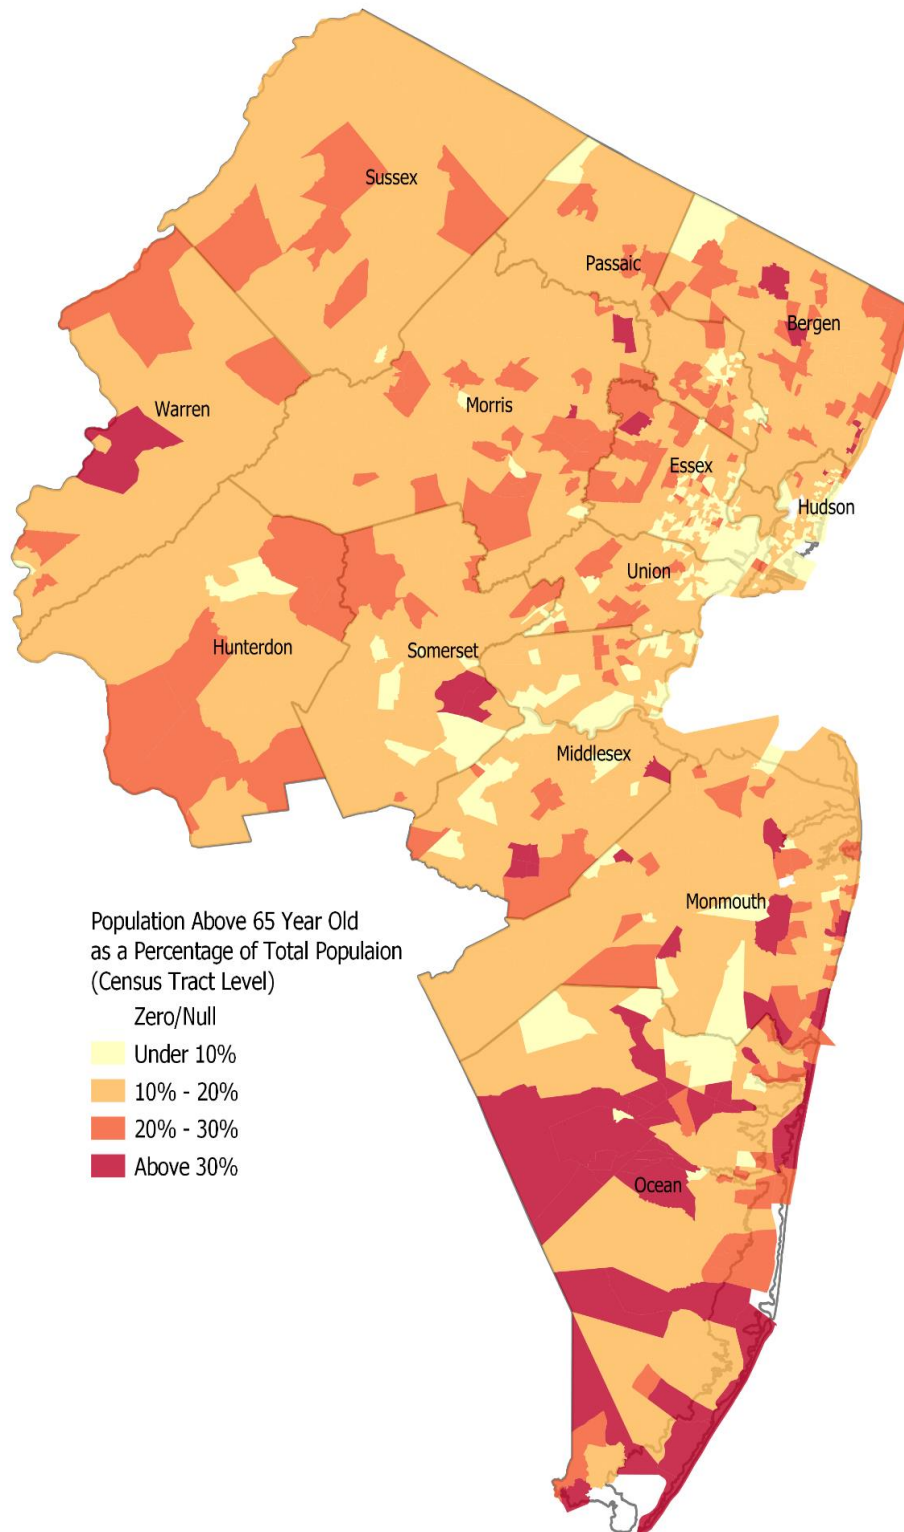 Sussex
Passaic
Bergen
Warren
Morris
Essex
Hudson
Union
Hunterdon
Somerset
Middlesex
Monmouth
Population Above 65 Year Old
as a Percentage of Total Populaion
(Census Tract Level)
Zero/Null
Under 10%
10% - 20%
20% - 30%
Above 30%
Ocean